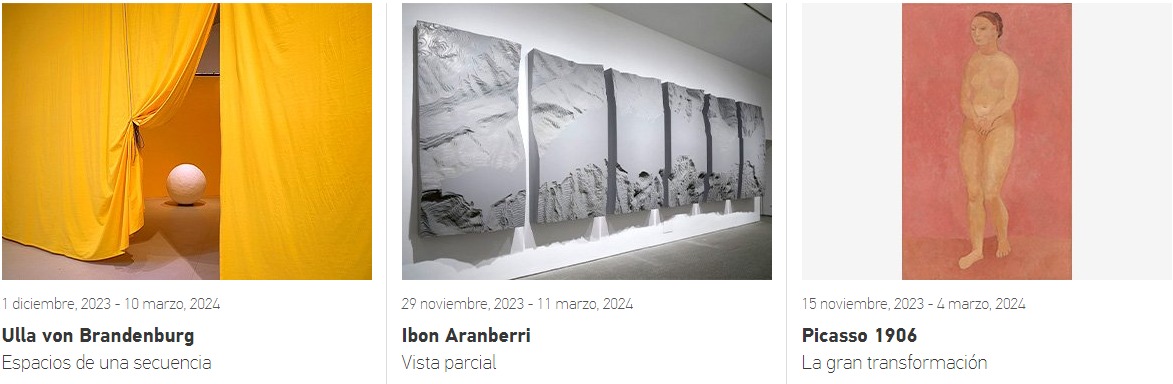 1 diciembre, 2023 - 10 marzo, 2024
Ulla von Brandenburg
Espacios de una secuencia
29 noviembre, 2023 - 11 marzo, 2024
Ibon Aranberri
Vista parcial
15 noviembre, 2023 - 4 marzo, 2024
Picasso 1906
La gran transformación